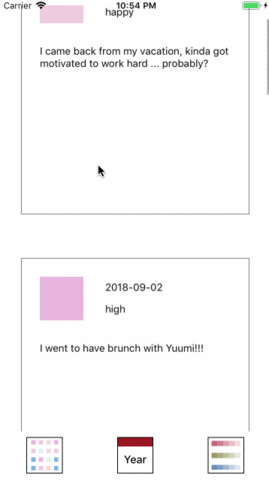 Carrier 10:54 PM
happy
I came back from my vacation, kinda got
motivated to work hard ... probably?
2018-09-02
high
I went to have brunch with Yuumi!!!
Year